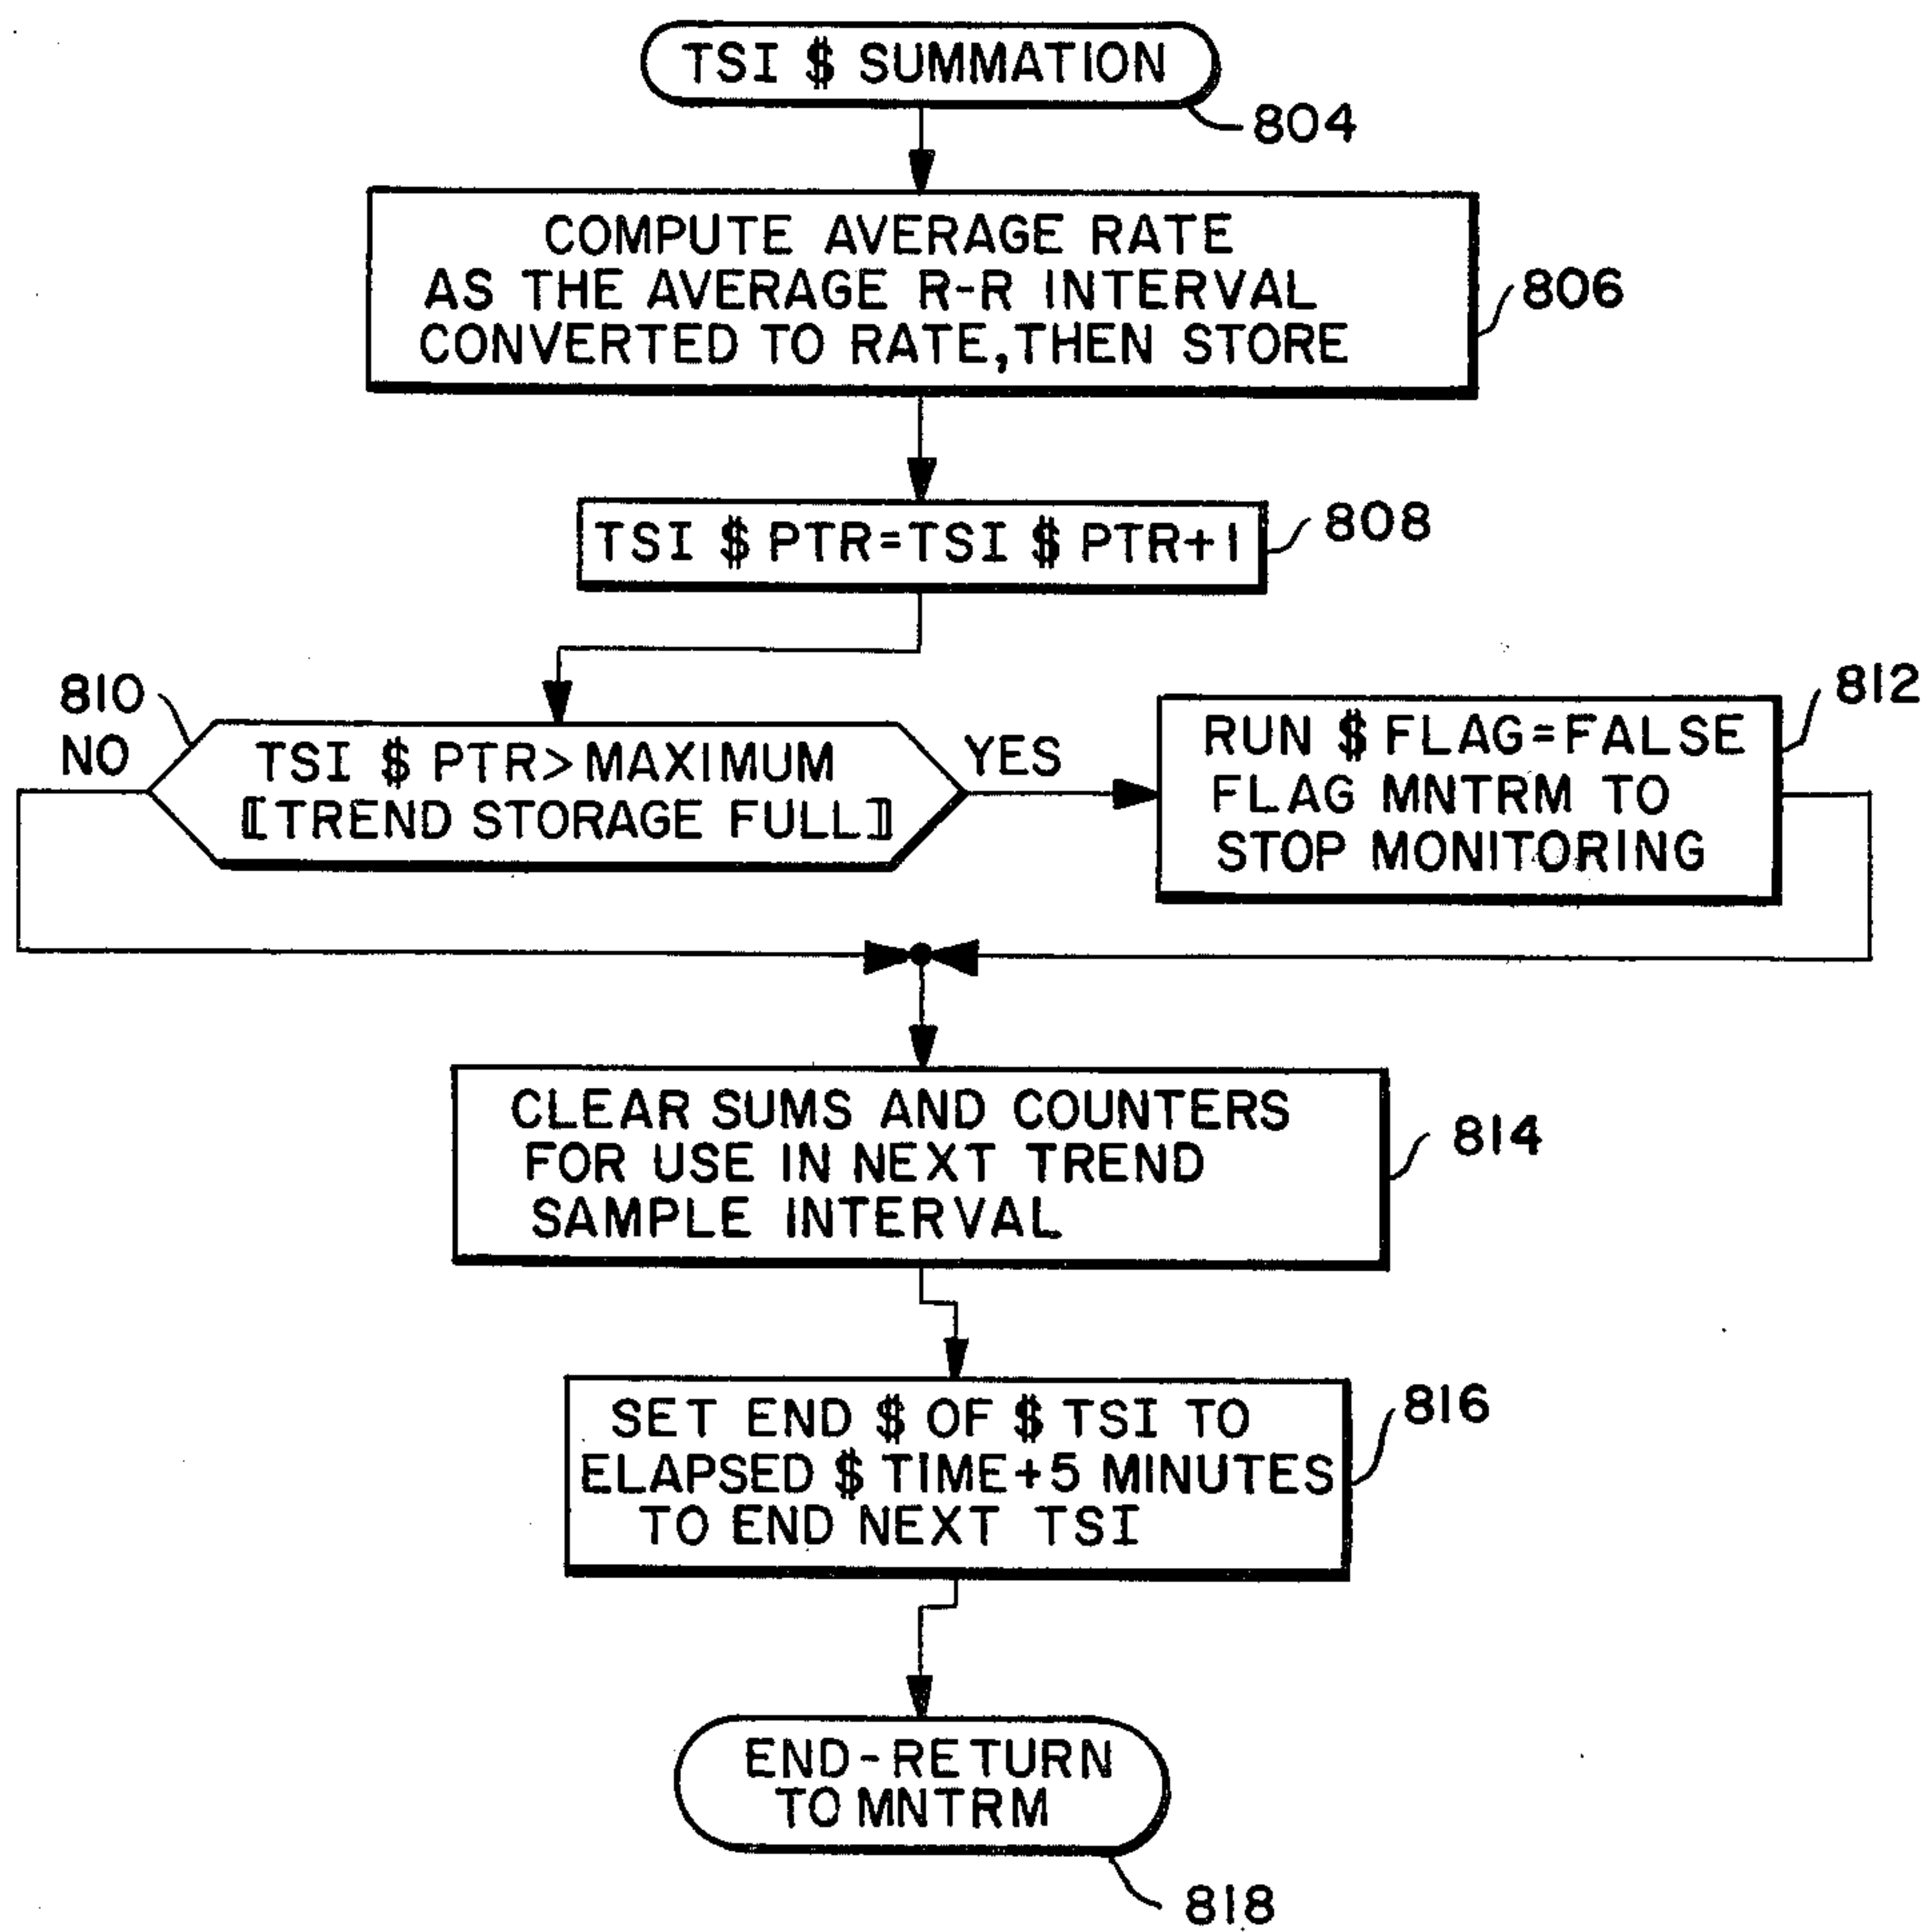 TSI $ SUMMATION
804
COMPUTE AVERAGE RATE
AS THE AVERAGE R-R INTERVAL
CONVERTED TO RATE, THEN STORE
806
TSI $ PTR=TSI $ PTR+1
808
810
NO
TSI $ PTR>MAXIMUM
[TREND STORAGE FULL]
YES
RUN $ FLAG=FALSE
FLAG MNTRM TO
STOP MONITORING
812
CLEAR SUMS AND COUNTERS
FOR USE IN NEXT TREND
SAMPLE INTERVAL
814
SET END $ OF $ TSI TO
ELAPSED $ TIME+5 MINUTES
TO END NEXT TSI
816
END-RETURN
TO MNTRM
818